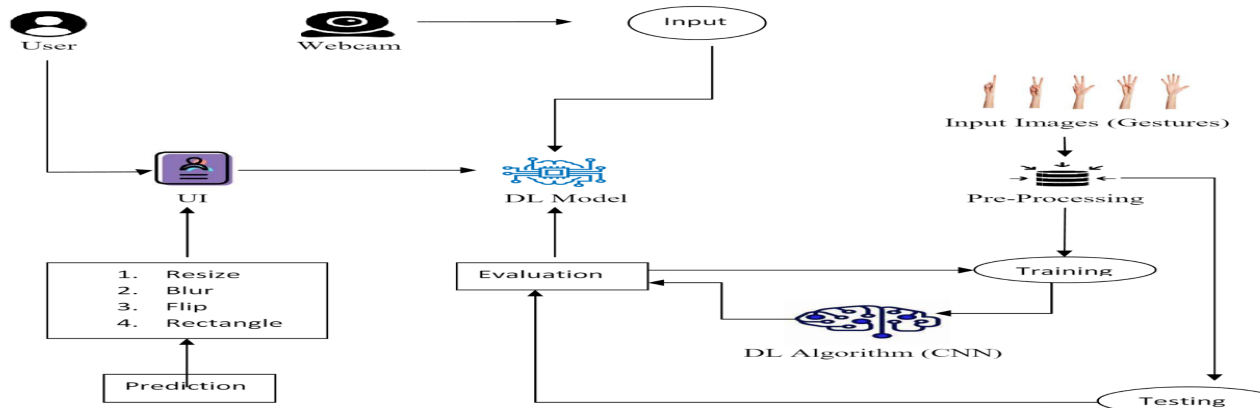 User
Webcam
Input
Input Images (Gestures)
UI
DL Model
Pre-Processing
1. Resize
2. Blur
3. Flip
4. Rectangle
Evaluation
Training
DL Algorithm (CNN)
Prediction
Testing